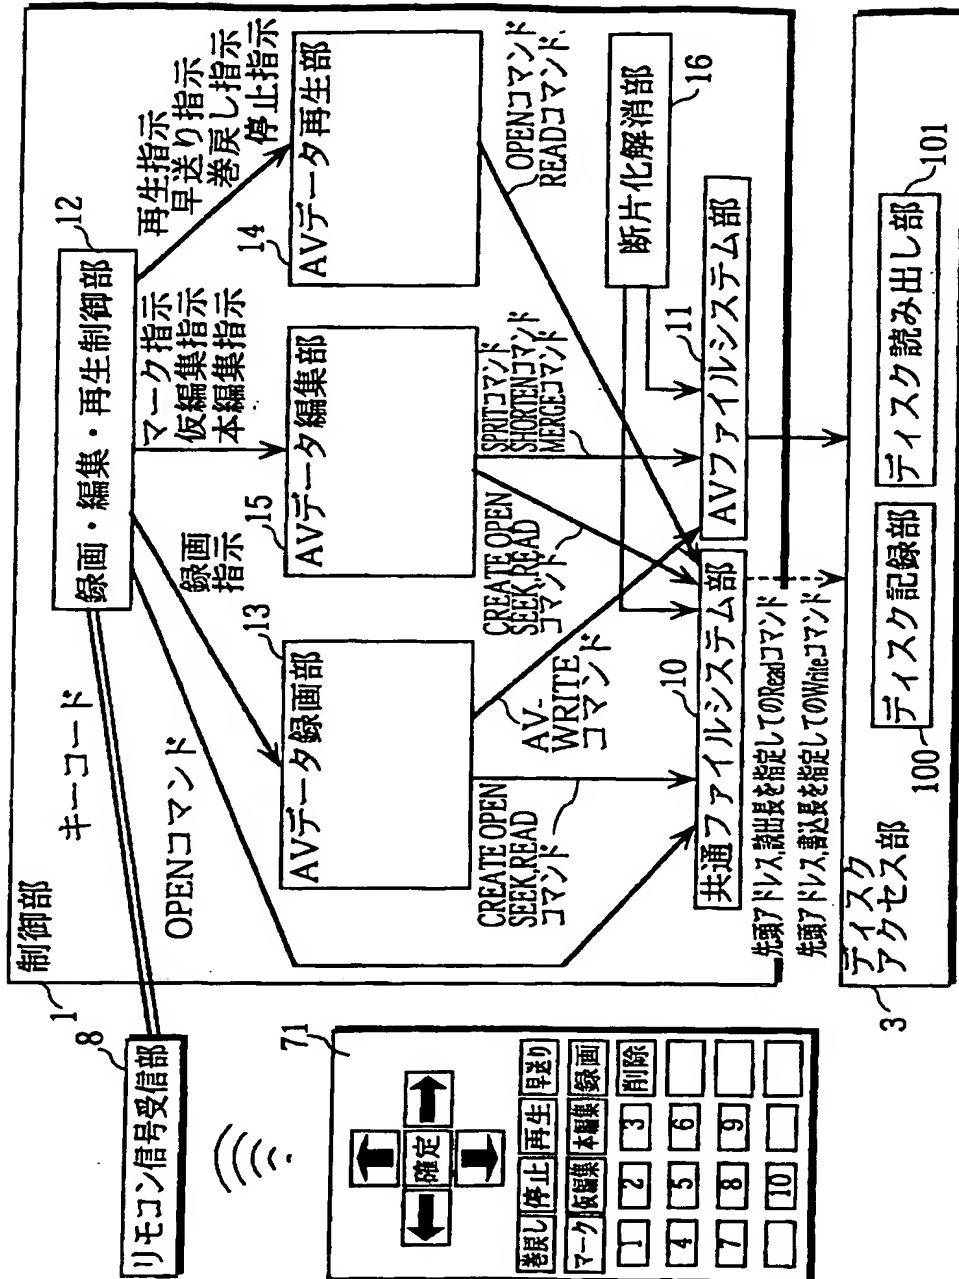 制御部
1
リモコン信号受信部
8
キーコード
OPENコマンド
録画・編集・再生制御部
12
録画
指示
マーク指示
仮編集指示
本編集指示
再生指示
早送り指示
巻戻し指示
停止指示
AVデータ録画部
13
AVデータ編集部
15
AVデータ再生部
14
CREATE OPEN
SEEK,READ
コマンド
AV-
WRITE
コマンド
CREATE OPEN
SEEK,READ
コマンド
SPRITコマンド
SHORTENコマンド
MERGEコマンド
OPENコマンド
READコマンド
断片化解消部
16
共通ファイルシステム部
10
AVファイルシステム部
11
先頭アドレス,読出長を指定してのReadコマンド
先頭アドレス,書込長を指定してのWriteコマンド
ディスク
アクセス部
3
ディスク記録部
100
ディスク読み出し部
101
71
確定
巻戻し 停止 再生 早送り
マーク 仮編集 本編集 録画
1 2 3 削除
4 5 6
7 8 9
10